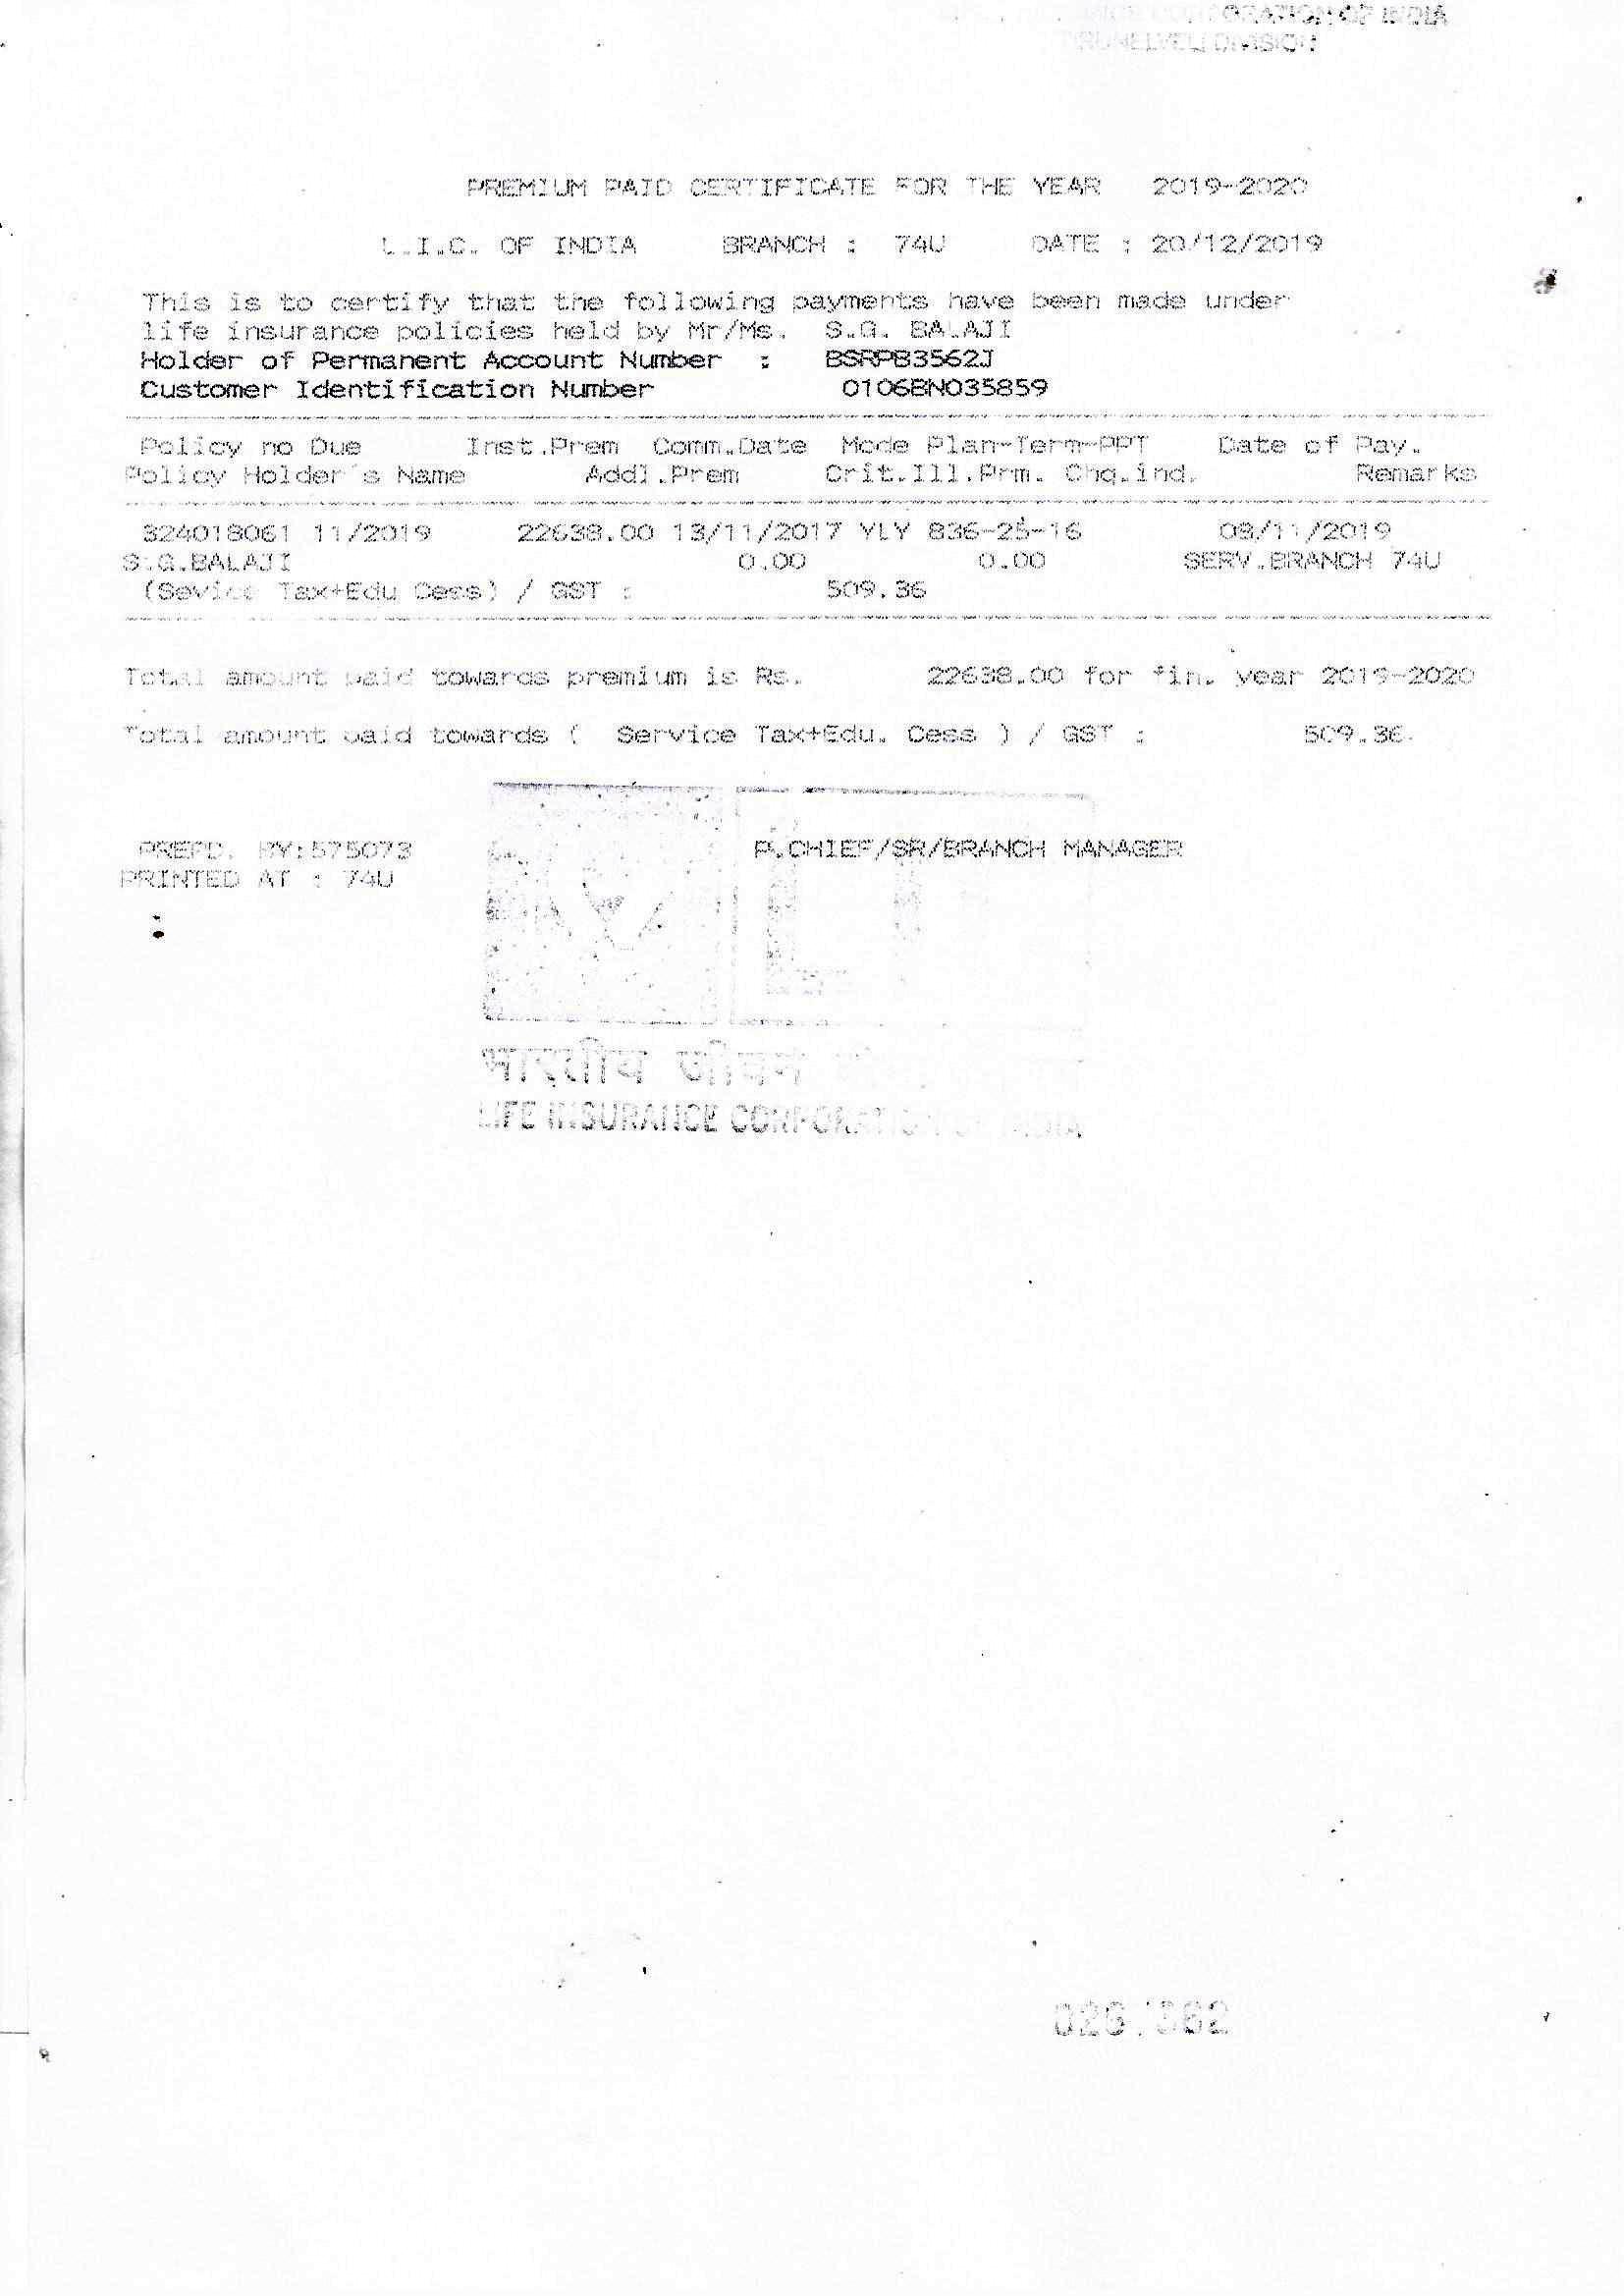 ORATION OF INDIA
TIRUNELVELI DIVISION
PREMIUM PAID CERTIFICATE FOR THE YEAR 2019-2020
L.I.C. OF INDIA BRANCH : 74U DATE : 20/12/2019
This is to certify that the following payments have been made under
life insurance policies held by Mr/Ms. S.G. BALAJI
Holder of Permanent Account Number : BSRPB3562J
Customer Identification Number 0106BN035859
Policy no Due Inst.Prem Comm.Date Mode Plan-Term-PPT Date of Pay.
Policy Holder's Name Addl.Prem Crit.Ill.Prm. Chq.ind. Remarks
324018061 11/2019 22638.00 13/11/2017 YLY 836-25-16 08/11/2019
S.G.BALAJI 0.00 0.00 SERV.BRANCH 74U
(Sevice Tax+Edu Cess) / GST : 509.36
Total amount paid towards premium is Rs. 22638.00 for fin. year 2019-2020
Total amount paid towards ( Service Tax+Edu. Cess ) / GST : 509.36
PREPD. BY:575073 P.CHIEF/SR/BRANCH MANAGER
PRINTED AT : 74U
भारतीय जीवन
LIFE INSURANCE CORPORATION OF INDIA